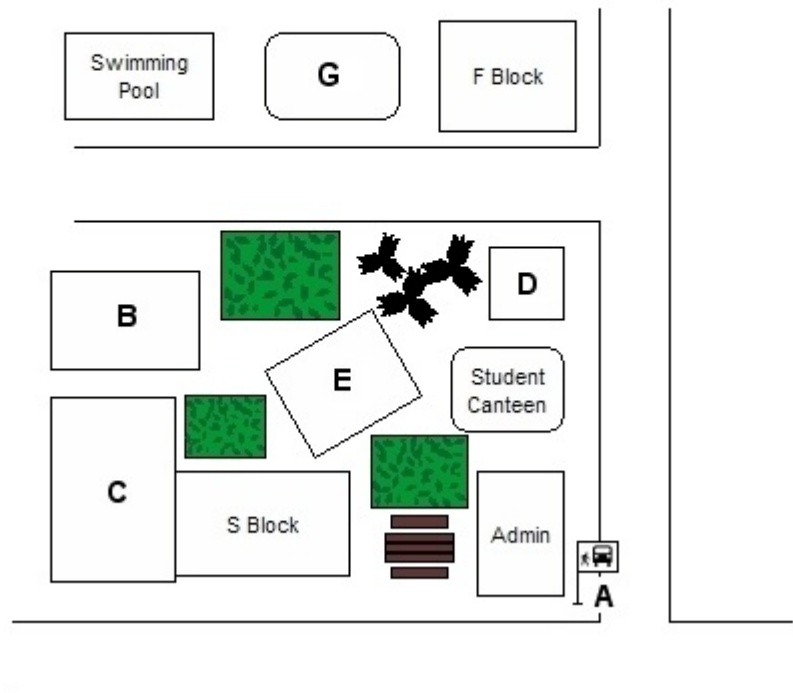 Swimming
Pool
G
F Block
B
D
E
Student
Canteen
C
S Block
Admin
A